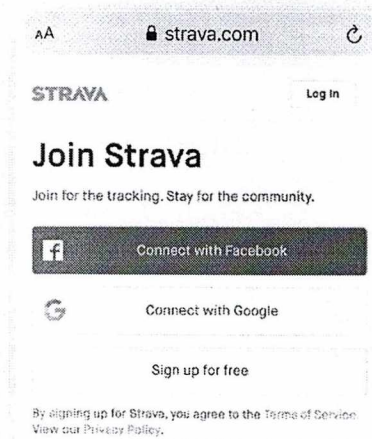 AA strava.com
STRAVA Log In
Join Strava
Join for the tracking. Stay for the community.
f Connect with Facebook
G Connect with Google
Sign up for free
By signing up for Strava, you agree to the Terms of Service.
View our Privacy Policy.